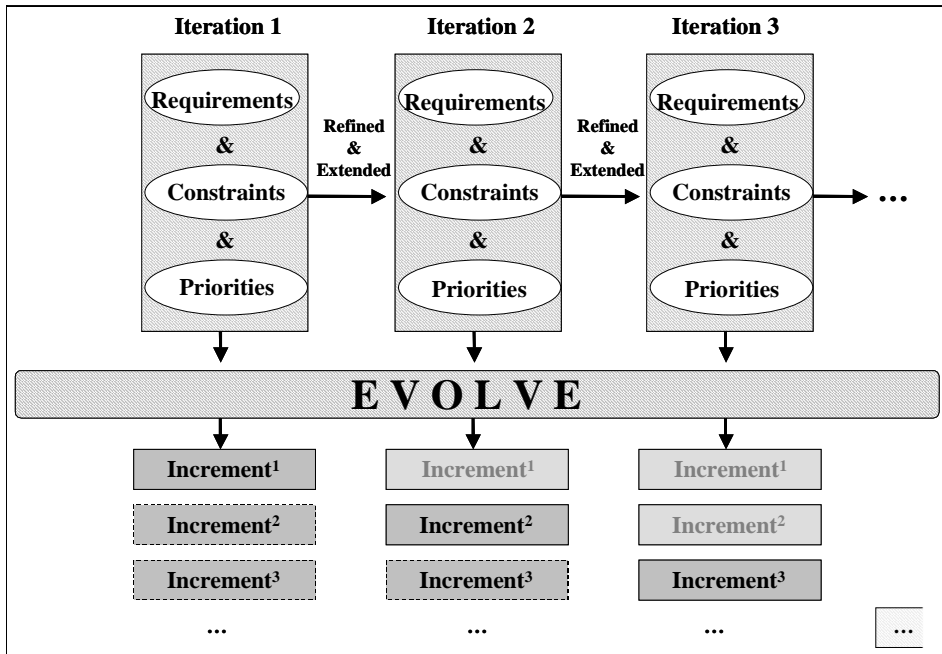 Iteration 1 Iteration 2 Iteration 3
Requirements Requirements Requirements
Refined Refined
& & & & &
Extended Extended
Constraints Constraints Constraints ...
& & &
Priorities Priorities Priorities
E V O L V E
Increment¹ Increment¹ Increment¹
Increment² Increment² Increment²
Increment³ Increment³ Increment³
... ... ... ...